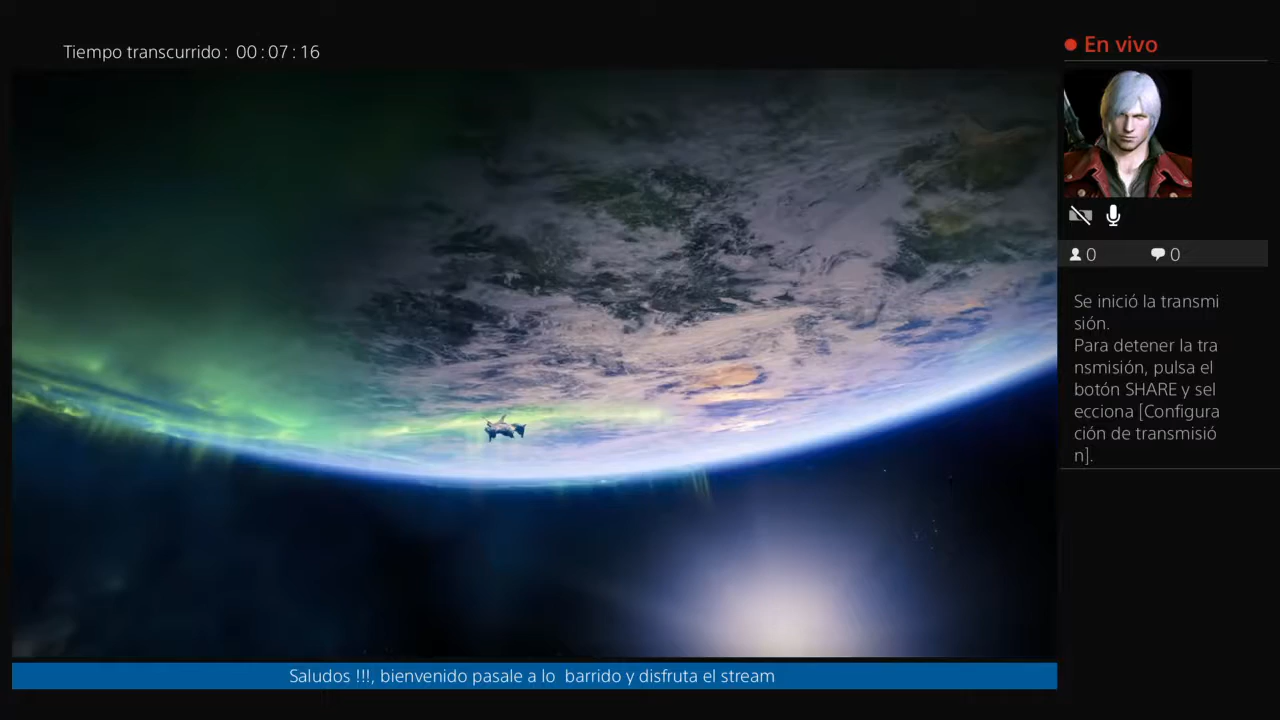 Tiempo transcurrido : 00:07:16
En vivo
0 0
Se inició la transmi
sión.
Para detener la tra
nsmisión, pulsa el
botón SHARE y sel
ecciona [Configura
ción de transmisió
n].
Saludos !!!, bienvenido pasale a lo  barrido y disfruta el stream